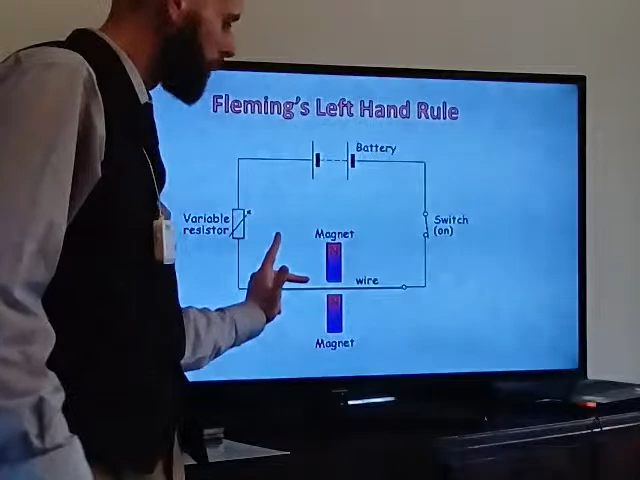 Fleming's Left Hand Rule
Battery
Variable
resistor
Switch
(on)
Magnet
wire
Magnet